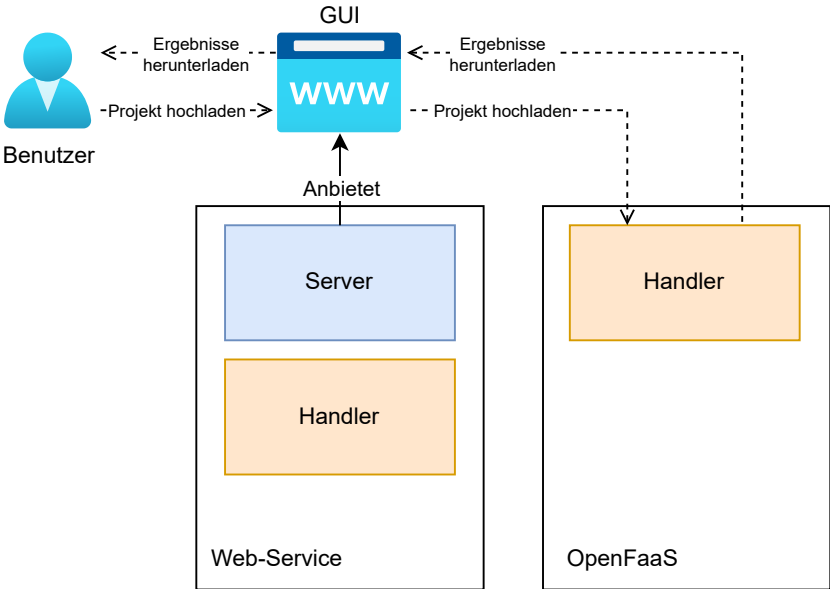 GUI
Ergebnisse
herunterladen
Ergebnisse
herunterladen
WWW
Projekt hochladen
Projekt hochladen
Benutzer
Anbietet
Server
Handler
Handler
Web-Service
OpenFaaS